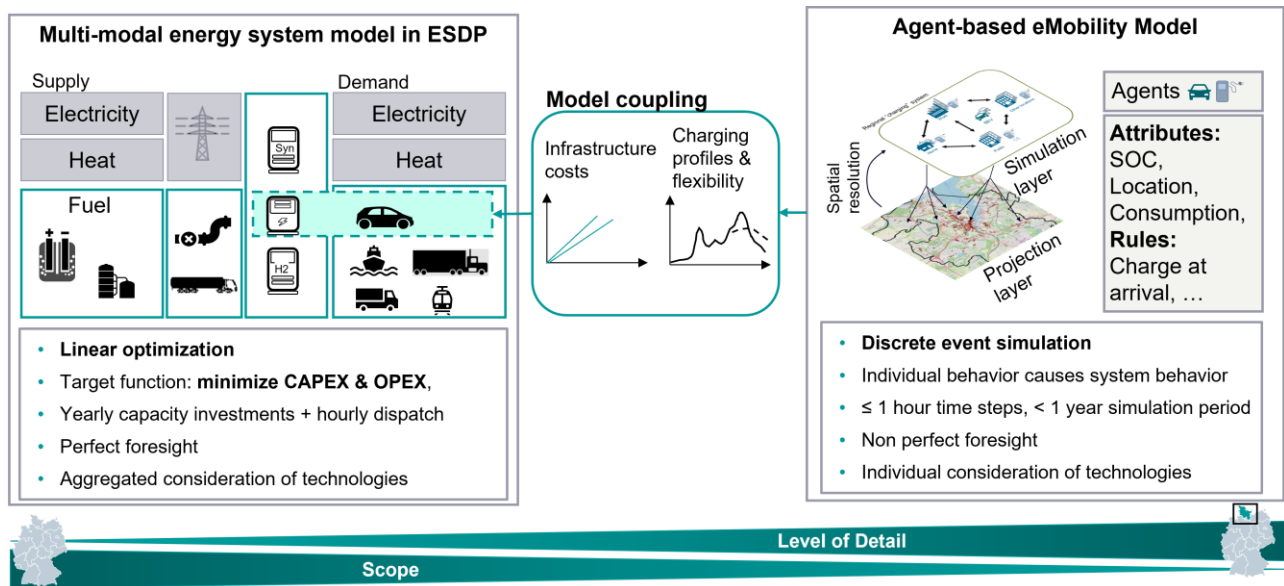 Multi-modal energy system model in ESDP
Supply
Demand
Electricity
Heat
Fuel
Syn
H2
Electricity
Heat
Model coupling
Infrastructure
costs
Charging
profiles &
flexibility
Agent-based eMobility Model
Regional "charging" system
Spatial
resolution
Simulation
layer
Projection
layer
Agents
Attributes:
SOC,
Location,
Consumption,
Rules:
Charge at
arrival, …
• Linear optimization
• Target function: minimize CAPEX & OPEX,
• Yearly capacity investments + hourly dispatch
• Perfect foresight
• Aggregated consideration of technologies
• Discrete event simulation
• Individual behavior causes system behavior
• ≤ 1 hour time steps, < 1 year simulation period
• Non perfect foresight
• Individual consideration of technologies
Level of Detail
Scope